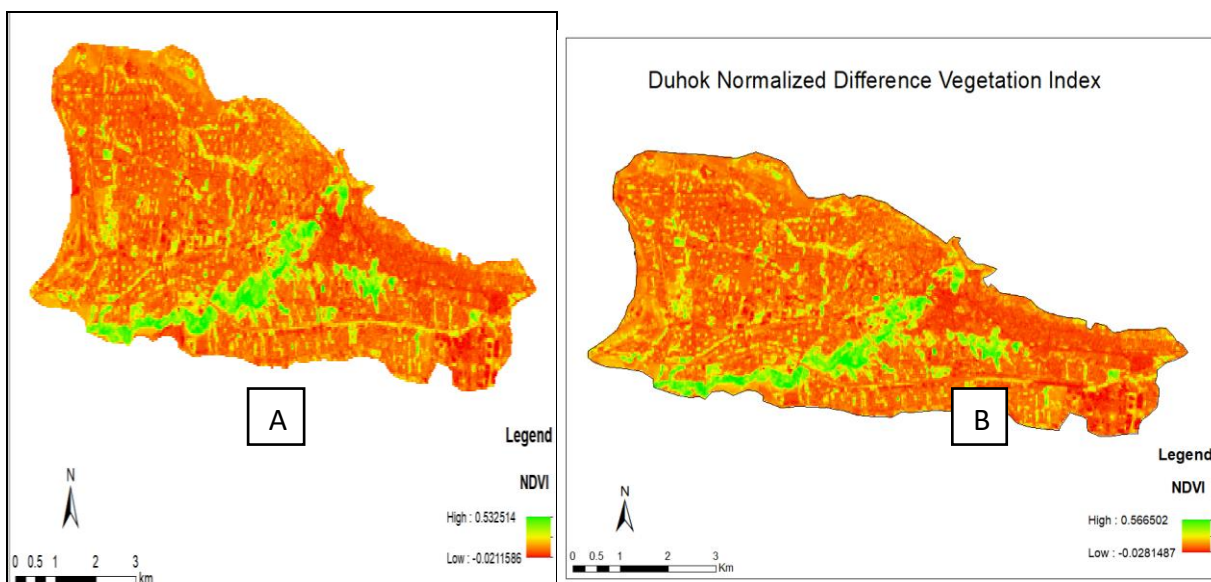 A
Legend
NDVI
High : 0.532514
Low : -0.0211586
N
0 0.5 1 2 3
km
Duhok Normalized Difference Vegetation Index
B
Legend
NDVI
High : 0.566502
Low : -0.0281487
N
0 0.5 1 2 3
Km